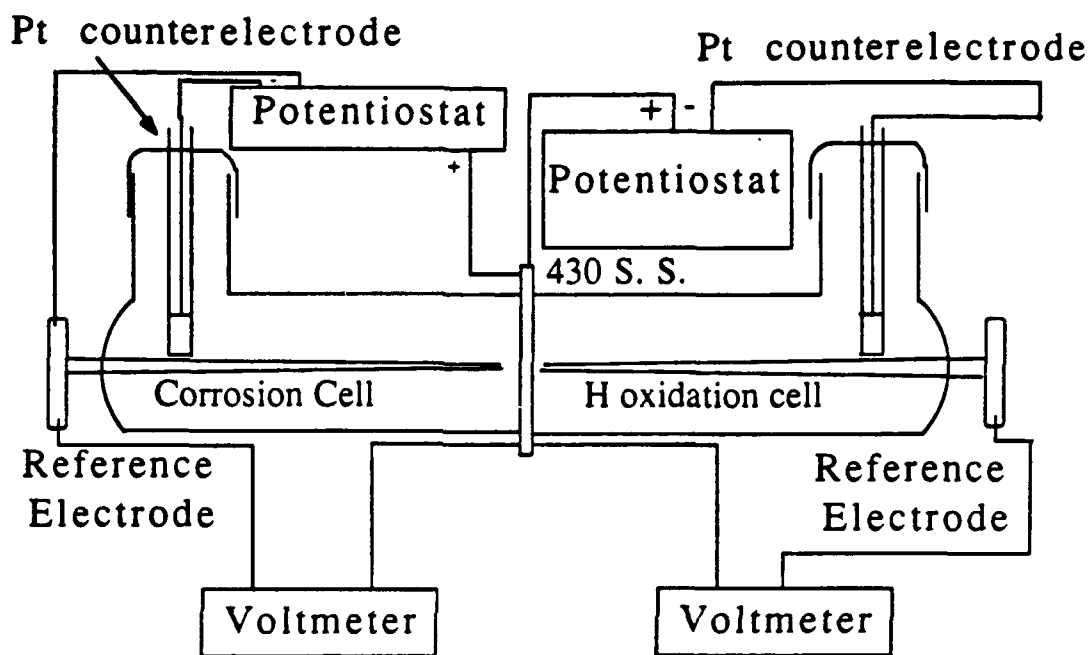 Pt counterelectrode
Pt counterelectrode
-
Potentiostat
+
+ -
Potentiostat
430 S. S.
Corrosion Cell
H oxidation cell
Reference
Electrode
Reference
Electrode
Voltmeter
Voltmeter